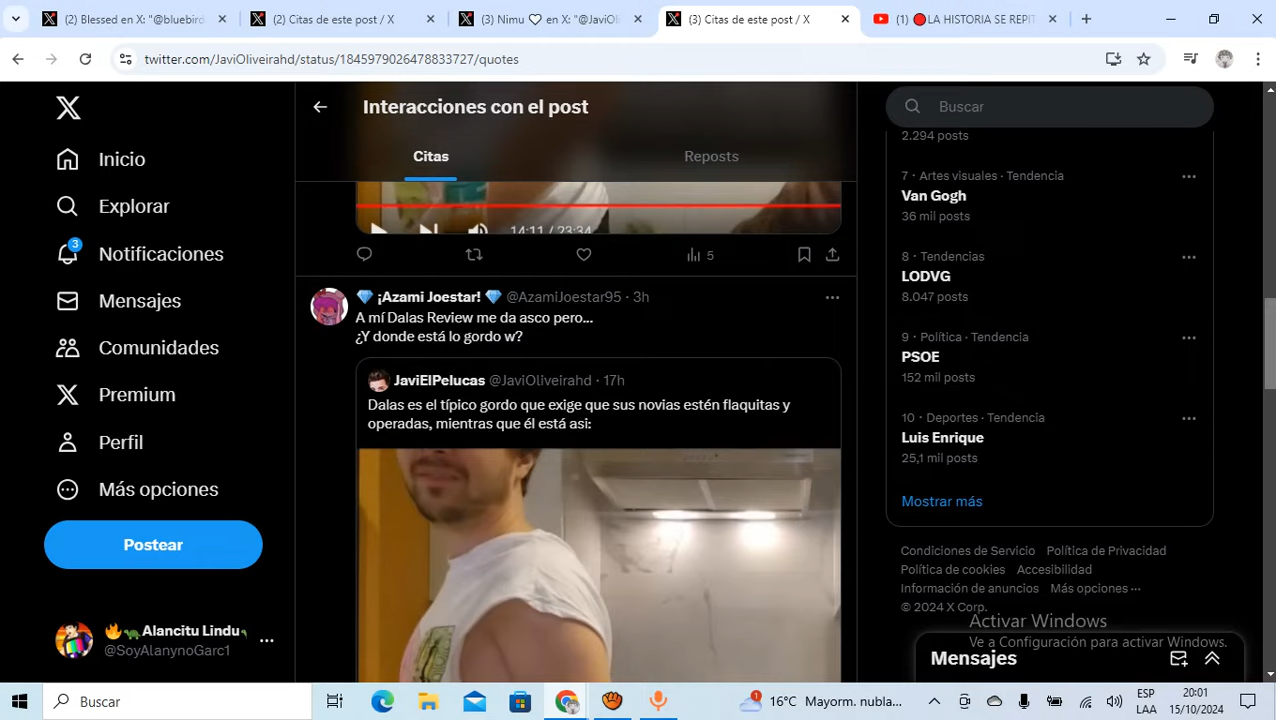 (2) Blessed en X: "@bluebird
(2) Citas de este post / X
(3) Nimu 🤍 en X: "@JaviOl
(3) Citas de este post / X
(1) 🔴LA HISTORIA SE REPIT
twitter.com/JaviOliveirahd/status/1845979026478833727/quotes
Inicio
Explorar
3
Notificaciones
Mensajes
Comunidades
Premium
Perfil
Más opciones
Postear
🔥🐢Alancitu Lindu
@SoyAlanynoGarc1
Interacciones con el post
Citas
Reposts
14:11 / 23:34
5
💎 ¡Azami Joestar! 💎 @AzamiJoestar95 · 3h
A mí Dalas Review me da asco pero...
¿Y donde está lo gordo w?
JaviElPelucas @JaviOliveirahd · 17h
Dalas es el típico gordo que exige que sus novias estén flaquitas y
operadas, mientras que él está asi:
Buscar
2.294 posts
7 · Artes visuales · Tendencia
Van Gogh
36 mil posts
8 · Tendencias
LODVG
8.047 posts
9 · Política · Tendencia
PSOE
152 mil posts
10 · Deportes · Tendencia
Luis Enrique
25,1 mil posts
Mostrar más
Condiciones de Servicio Política de Privacidad
Política de cookies Accesibilidad
Información de anuncios Más opciones ···
© 2024 X Corp.
Activar Windows
Ve a Configuración para activar Windows.
Mensajes
Buscar
1
16°C Mayorm. nubla...
ESP
LAA
20:01
15/10/2024